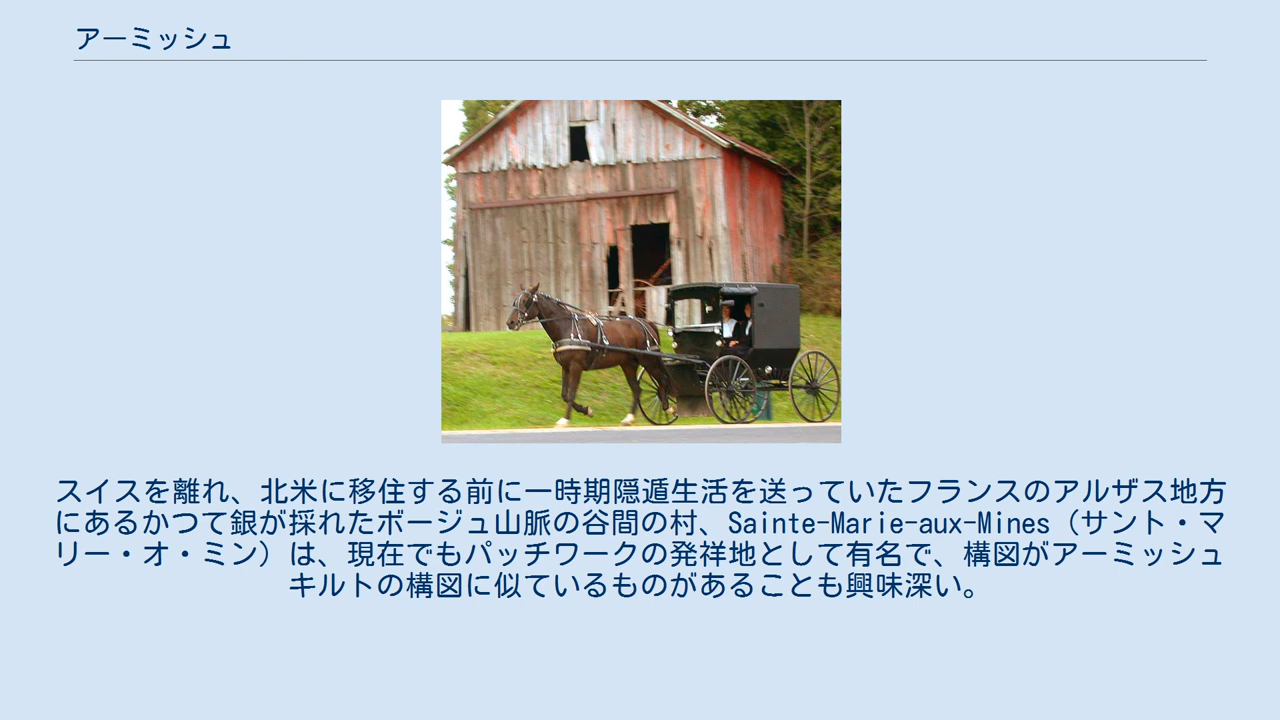 アーミッシュ
スイスを離れ、北米に移住する前に一時期隠遁生活を送っていたフランスのアルザス地方
にあるかつて銀が採れたボージュ山脈の谷間の村、Sainte-Marie-aux-Mines（サント・マ
リー・オ・ミン）は、現在でもパッチワークの発祥地として有名で、構図がアーミッシュ
キルトの構図に似ているものがあることも興味深い。